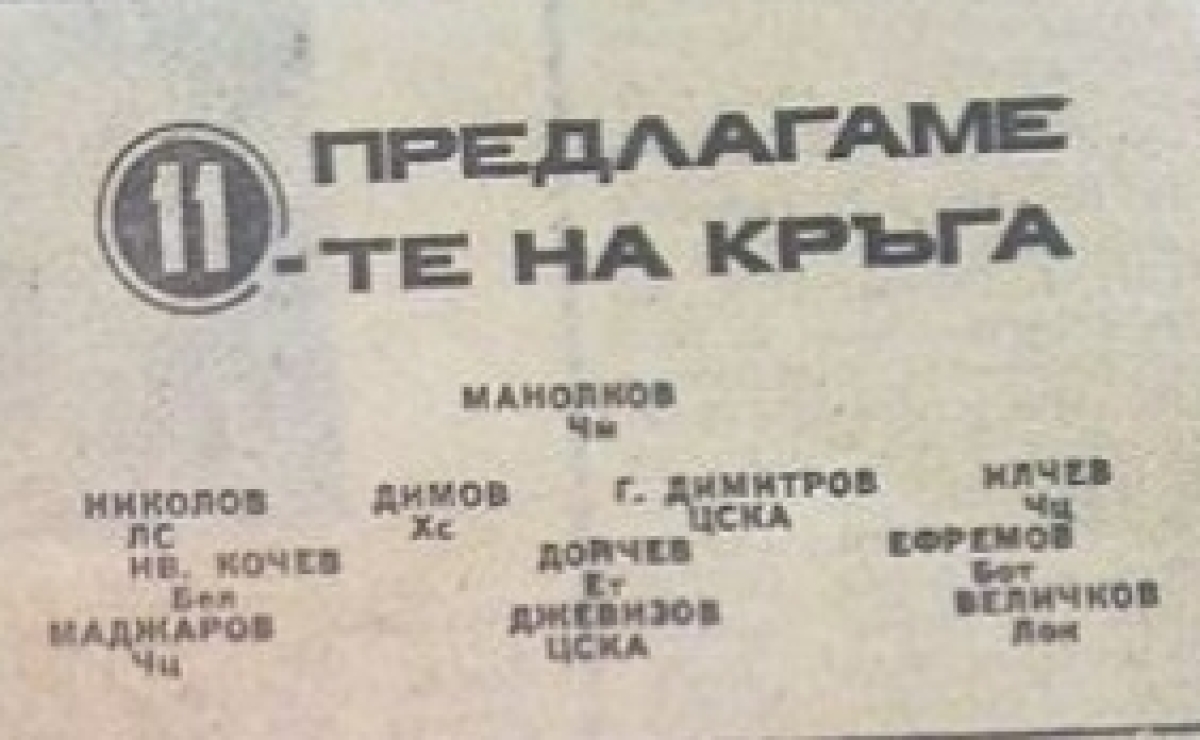 ПРЕДЛАГАМЕ
11-ТЕ НА КРЪГА
МАНОЛКОВ
Чм
НИКОЛОВ ДИМОВ Г. ДИМИТРОВ ИЛЧЕВ
ЛС Хс ЦСКА Чц
ИВ. КОЧЕВ ДОЙЧЕВ ЕФРЕМОВ
Бел Ет Бот
МАДЖАРОВ ДЖЕВИЗОВ ВЕЛИЧКОВ
Чц ЦСКА Лок